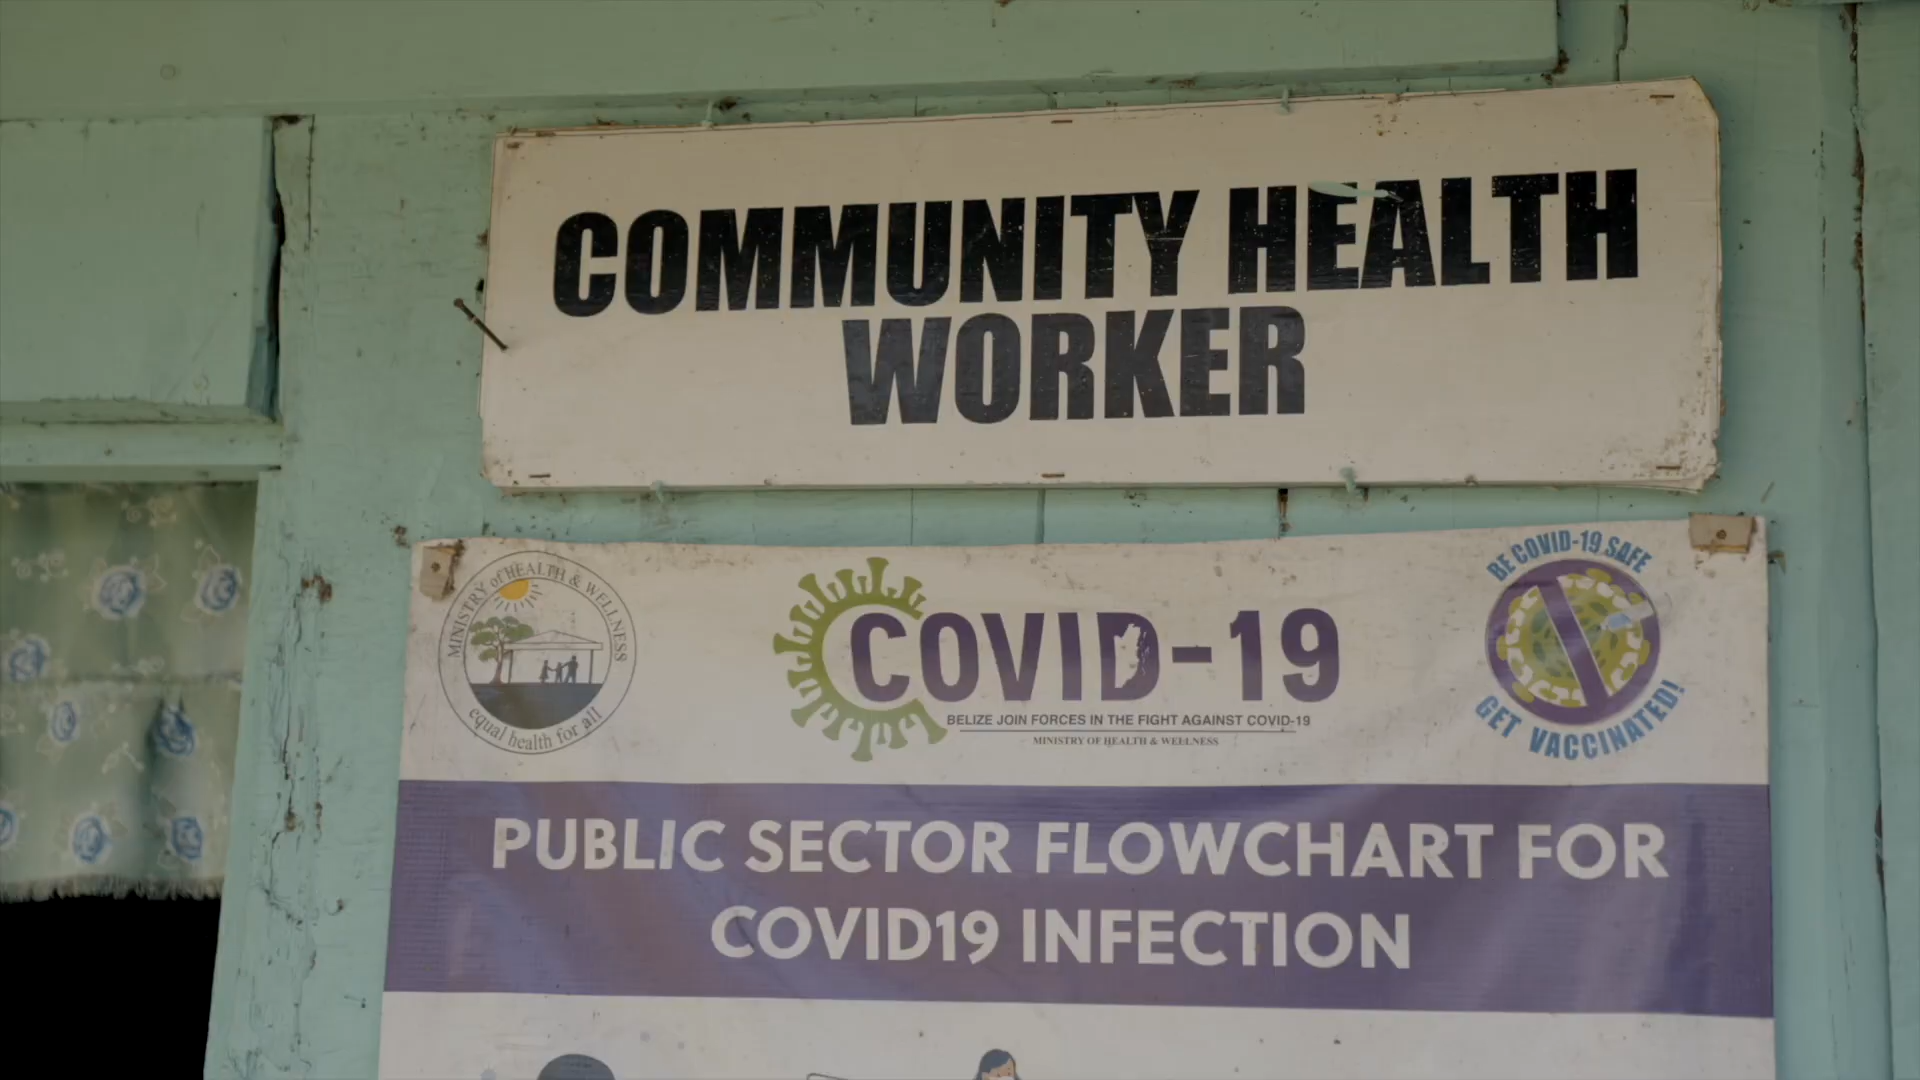 COMMUNITY HEALTH
WORKER
MINISTRY of HEALTH & WELLNESS
equal health for all
COVID-19
BELIZE JOIN FORCES IN THE FIGHT AGAINST COVID-19
MINISTRY OF HEALTH & WELLNESS
BE COVID-19 SAFE
GET VACCINATED!
PUBLIC SECTOR FLOWCHART FOR
COVID19 INFECTION